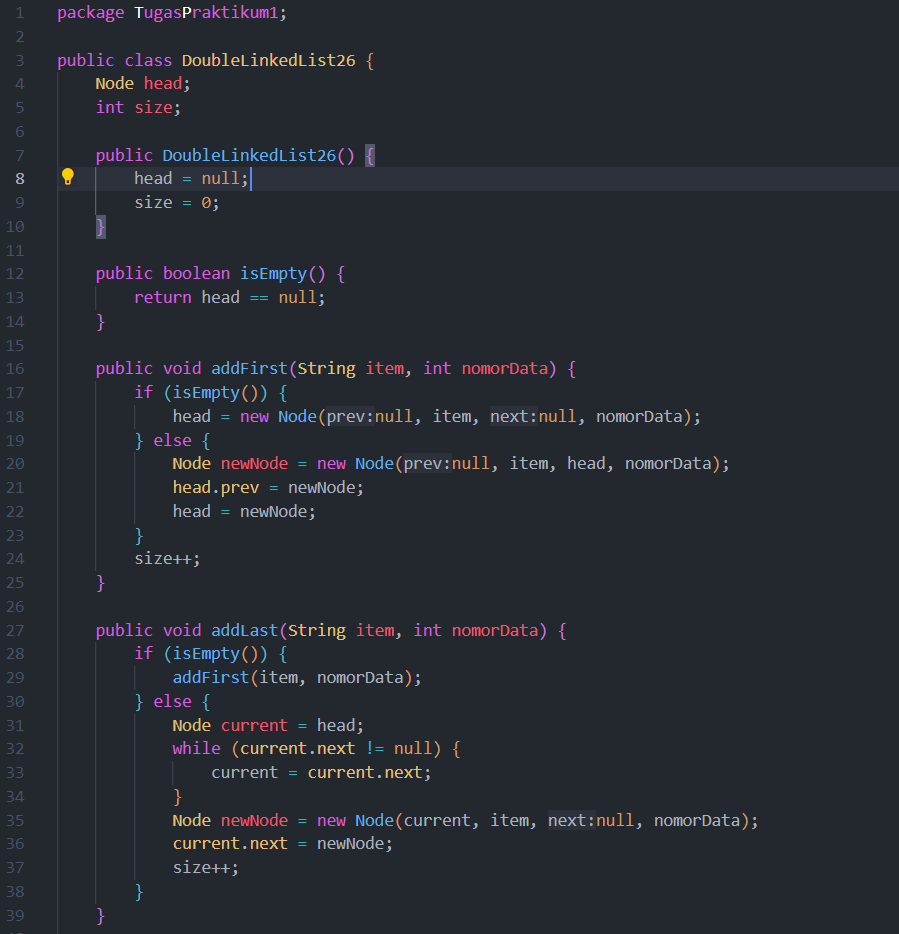 1 package TugasPraktikum1;
2
3 public class DoubleLinkedList26 {
4     Node head;
5     int size;
6
7     public DoubleLinkedList26() {
8         head = null;
9         size = 0;
10     }
11
12     public boolean isEmpty() {
13         return head == null;
14     }
15
16     public void addFirst(String item, int nomorData) {
17         if (isEmpty()) {
18             head = new Node(prev:null, item, next:null, nomorData);
19         } else {
20             Node newNode = new Node(prev:null, item, head, nomorData);
21             head.prev = newNode;
22             head = newNode;
23         }
24         size++;
25     }
26
27     public void addLast(String item, int nomorData) {
28         if (isEmpty()) {
29             addFirst(item, nomorData);
30         } else {
31             Node current = head;
32             while (current.next != null) {
33                 current = current.next;
34             }
35             Node newNode = new Node(current, item, next:null, nomorData);
36             current.next = newNode;
37             size++;
38         }
39     }